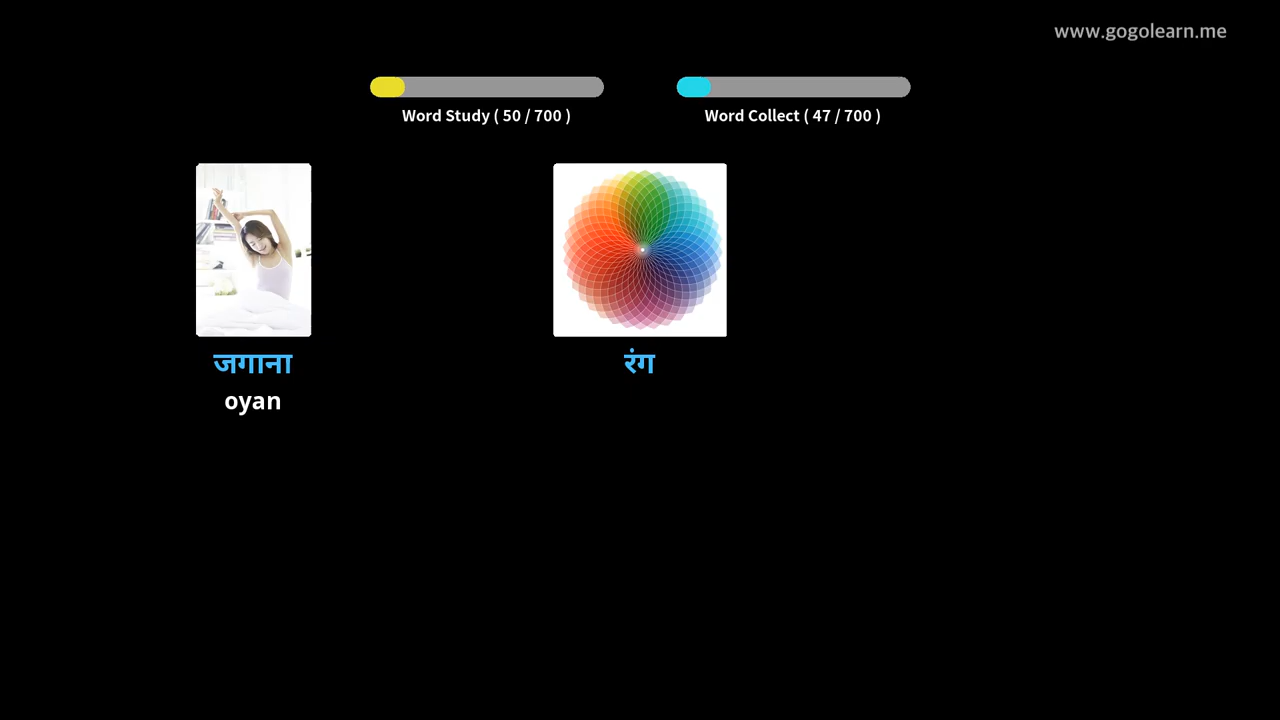 www.gogolearn.me
Word Study ( 50 / 700 )
Word Collect ( 47 / 700 )
जगाना
oyan
रंग